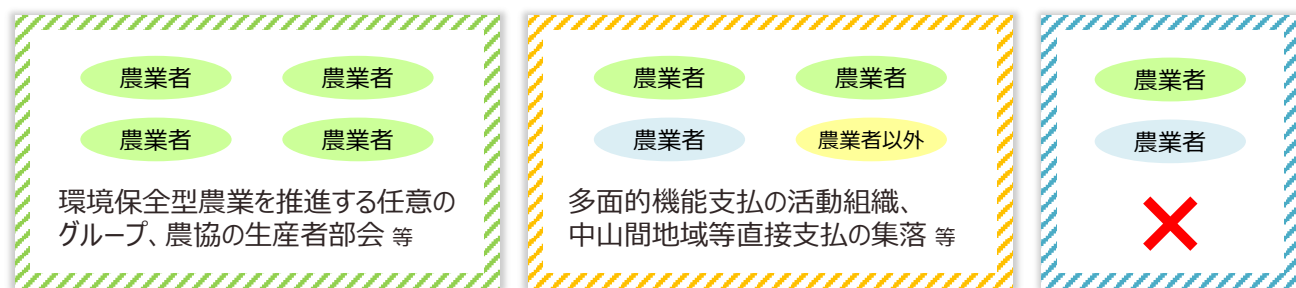 農業者
農業者
農業者
農業者
環境保全型農業を推進する任意の
グループ、農協の生産者部会 等
農業者
農業者
農業者
農業者以外
多面的機能支払の活動組織、
中山間地域等直接支払の集落 等
農業者
農業者